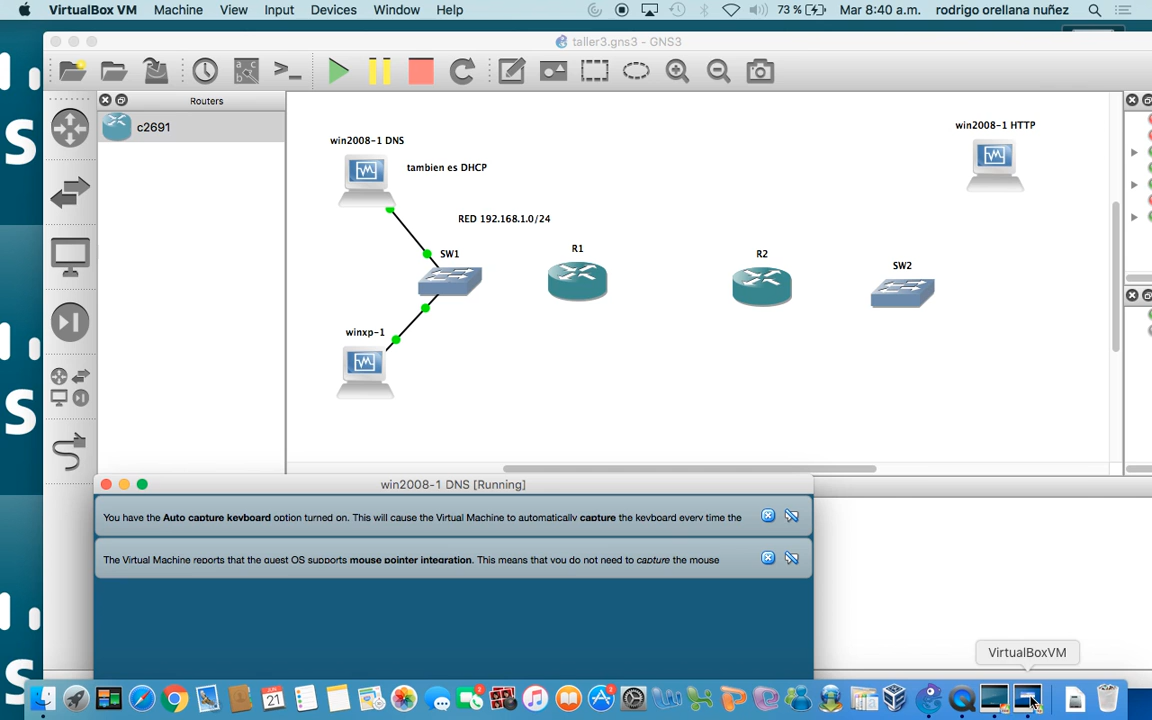 VirtualBox VM Machine View Input Devices Window Help 73 % Mar 8:40 a.m. rodrigo orellana nuñez
taller3.gns3 - GNS3
Routers
c2691
win2008-1 DNS
tambien es DHCP
win2008-1 HTTP
RED 192.168.1.0/24
SW1
R1
R2
SW2
winxp-1
win2008-1 DNS [Running]
You have the Auto capture keyboard option turned on. This will cause the Virtual Machine to automatically capture the keyboard every time the
The Virtual Machine reports that the guest OS supports mouse pointer integration. This means that you do not need to capture the mouse
VirtualBoxVM